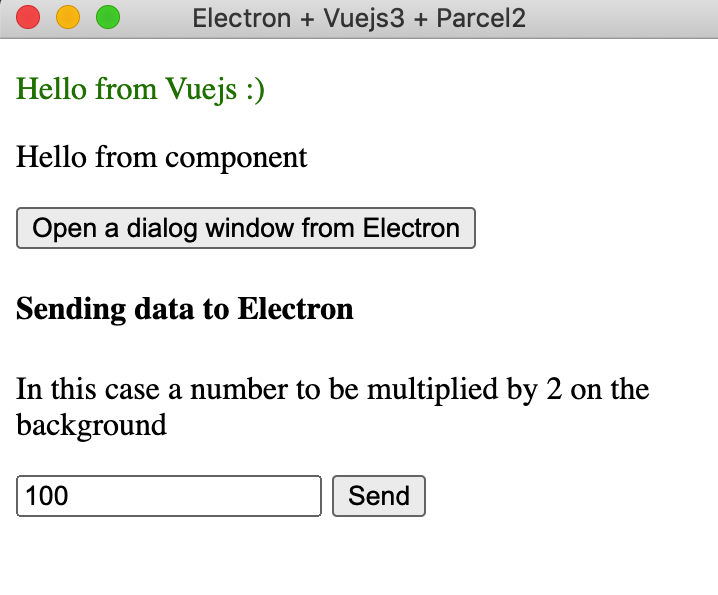 Electron + Vuejs3 + Parcel2
Hello from Vuejs :)
Hello from component
Open a dialog window from Electron
Sending data to Electron
In this case a number to be multiplied by 2 on the
background
100
Send